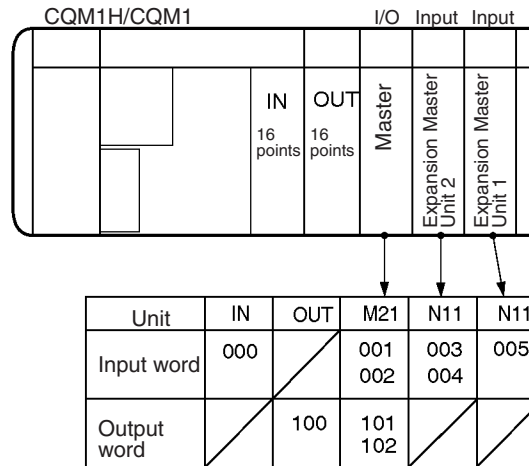 CQM1H/CQM1 I/O Input Input
IN OUT Master Expansion Master Unit 2 Expansion Master Unit 1
16 points 16 points
Unit IN OUT M21 N11 N11
Input word 000 001 003 005
002 004
Output word 100 101
102